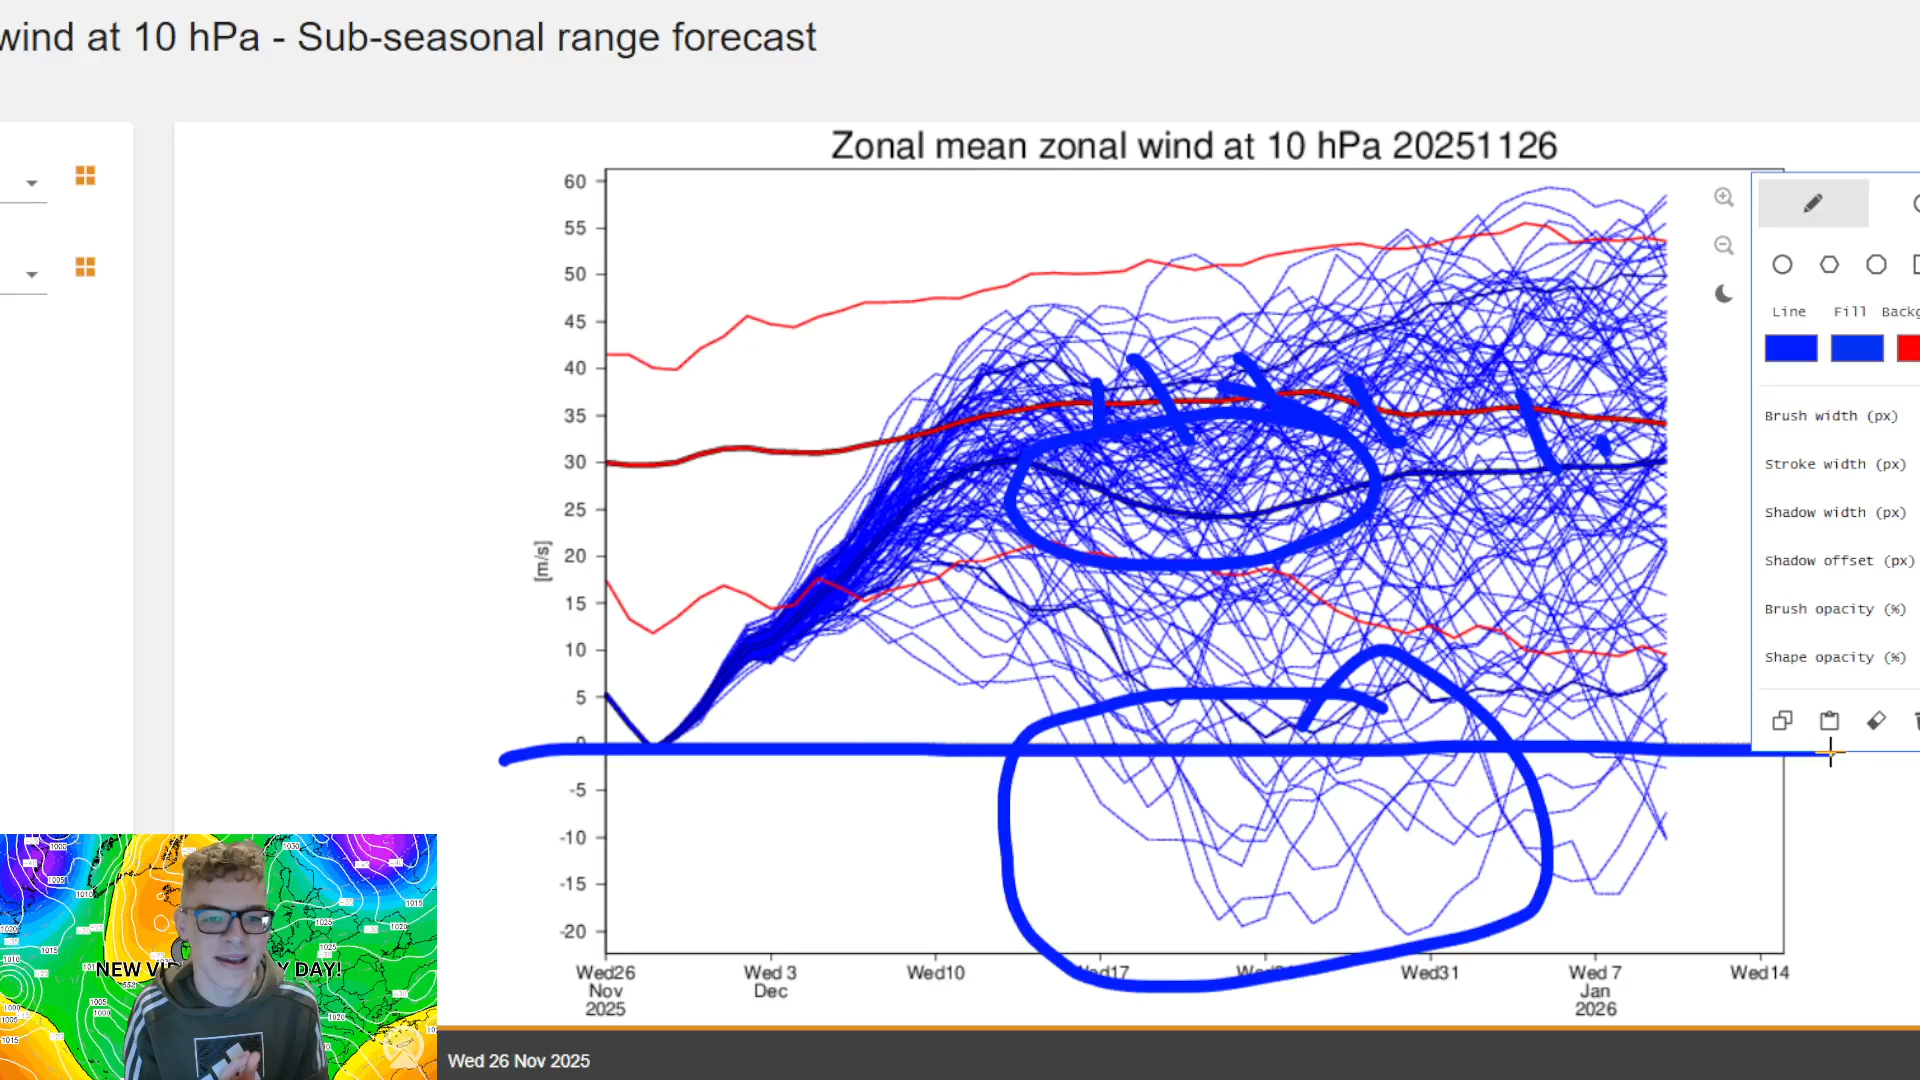 wind at 10 hPa - Sub-seasonal range forecast
Zonal mean zonal wind at 10 hPa 20251126
60
55
50
45
40
35
30
25
20
15
10
5
-5
-10
-15
-20
[m/s]
Wed26
Nov
2025
Wed 3
Dec
Wed10
Wed31
Wed 7
Jan
2026
Wed 14
Line
Fill
Backg
Brush width (px)
Stroke width (px)
Shadow width (px)
Shadow offset (px)
Brush opacity (%)
Shape opacity (%)
NEW
DAY!
Wed 26 Nov 2025